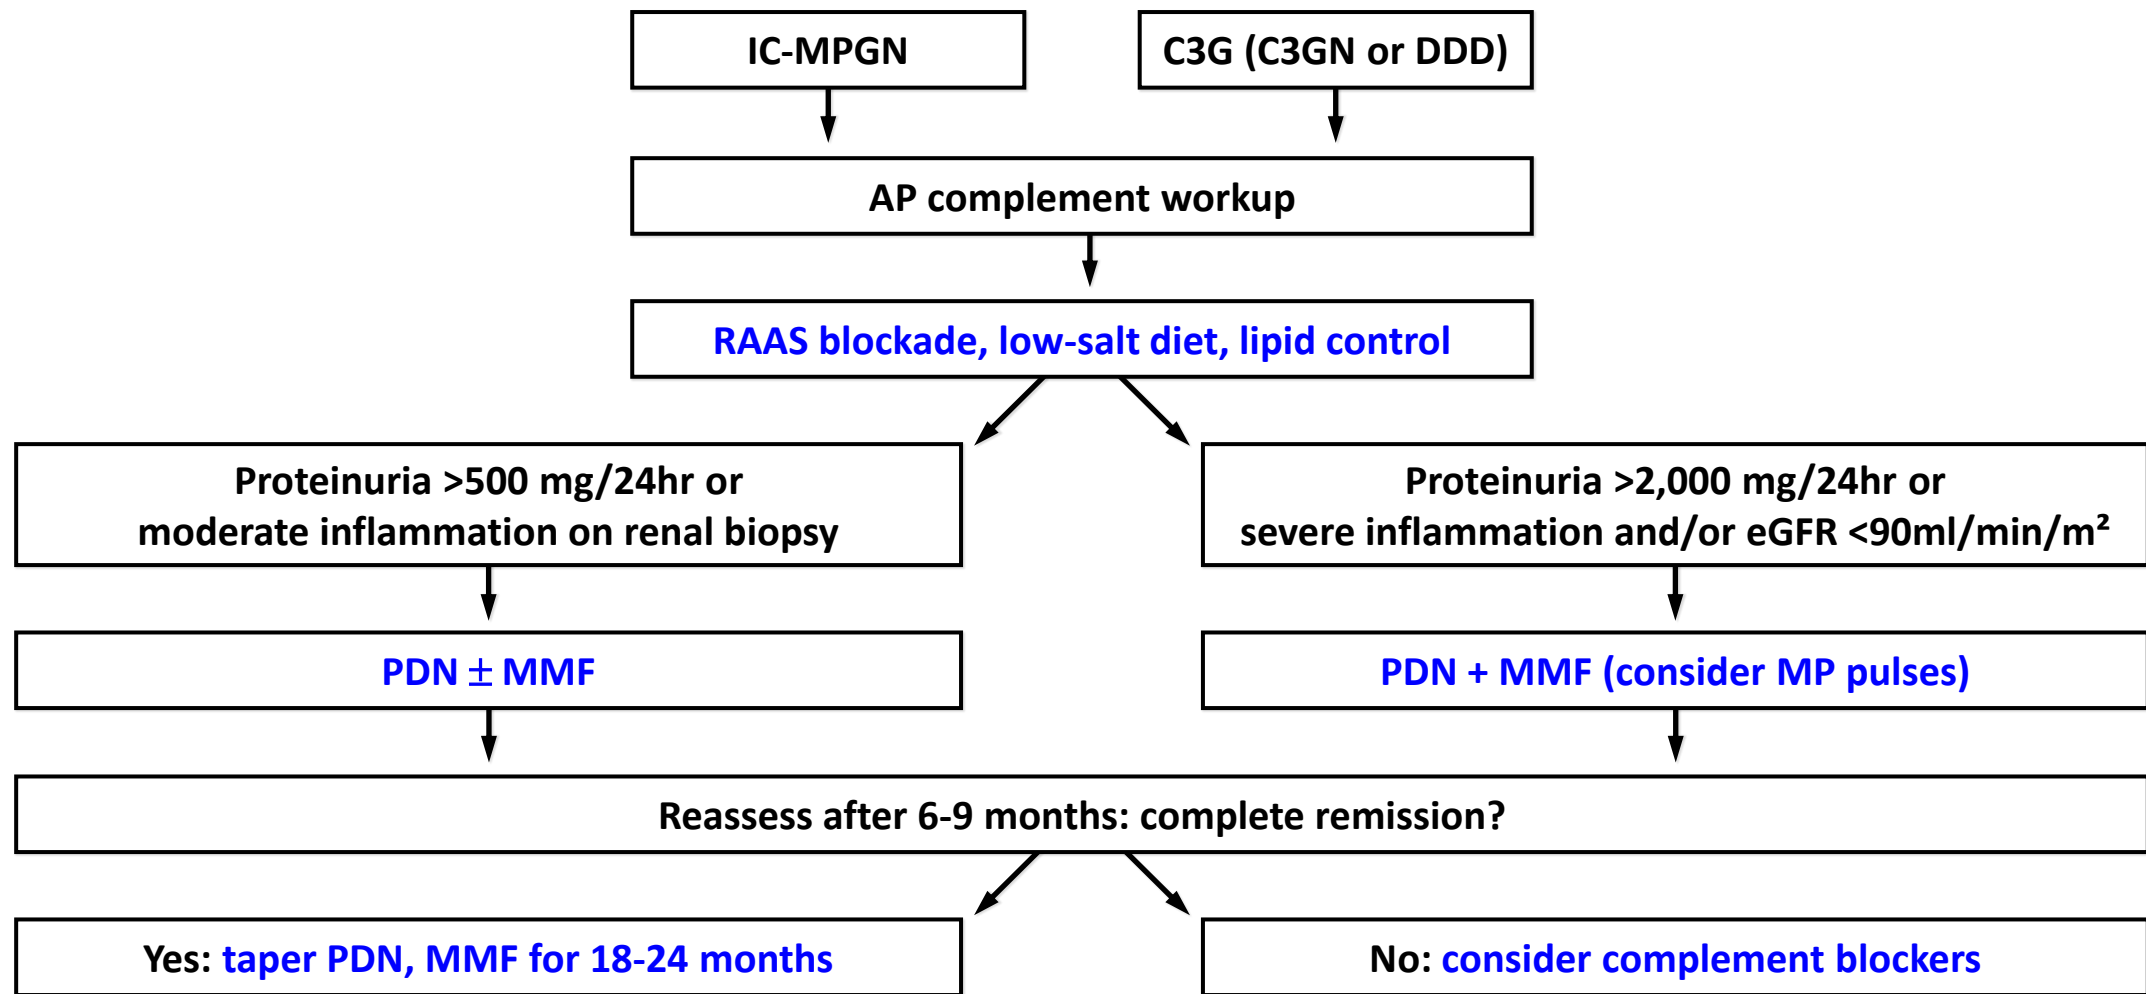 IC-MPGN
C3G (C3GN or DDD)
AP complement workup
RAAS blockade, low-salt diet, lipid control
Proteinuria >500 mg/24hr or
moderate inflammation on renal biopsy
Proteinuria >2,000 mg/24hr or
severe inflammation and/or eGFR <90ml/min/m²
PDN ± MMF
PDN + MMF (consider MP pulses)
Reassess after 6-9 months: complete remission?
Yes: taper PDN, MMF for 18-24 months
No: consider complement blockers